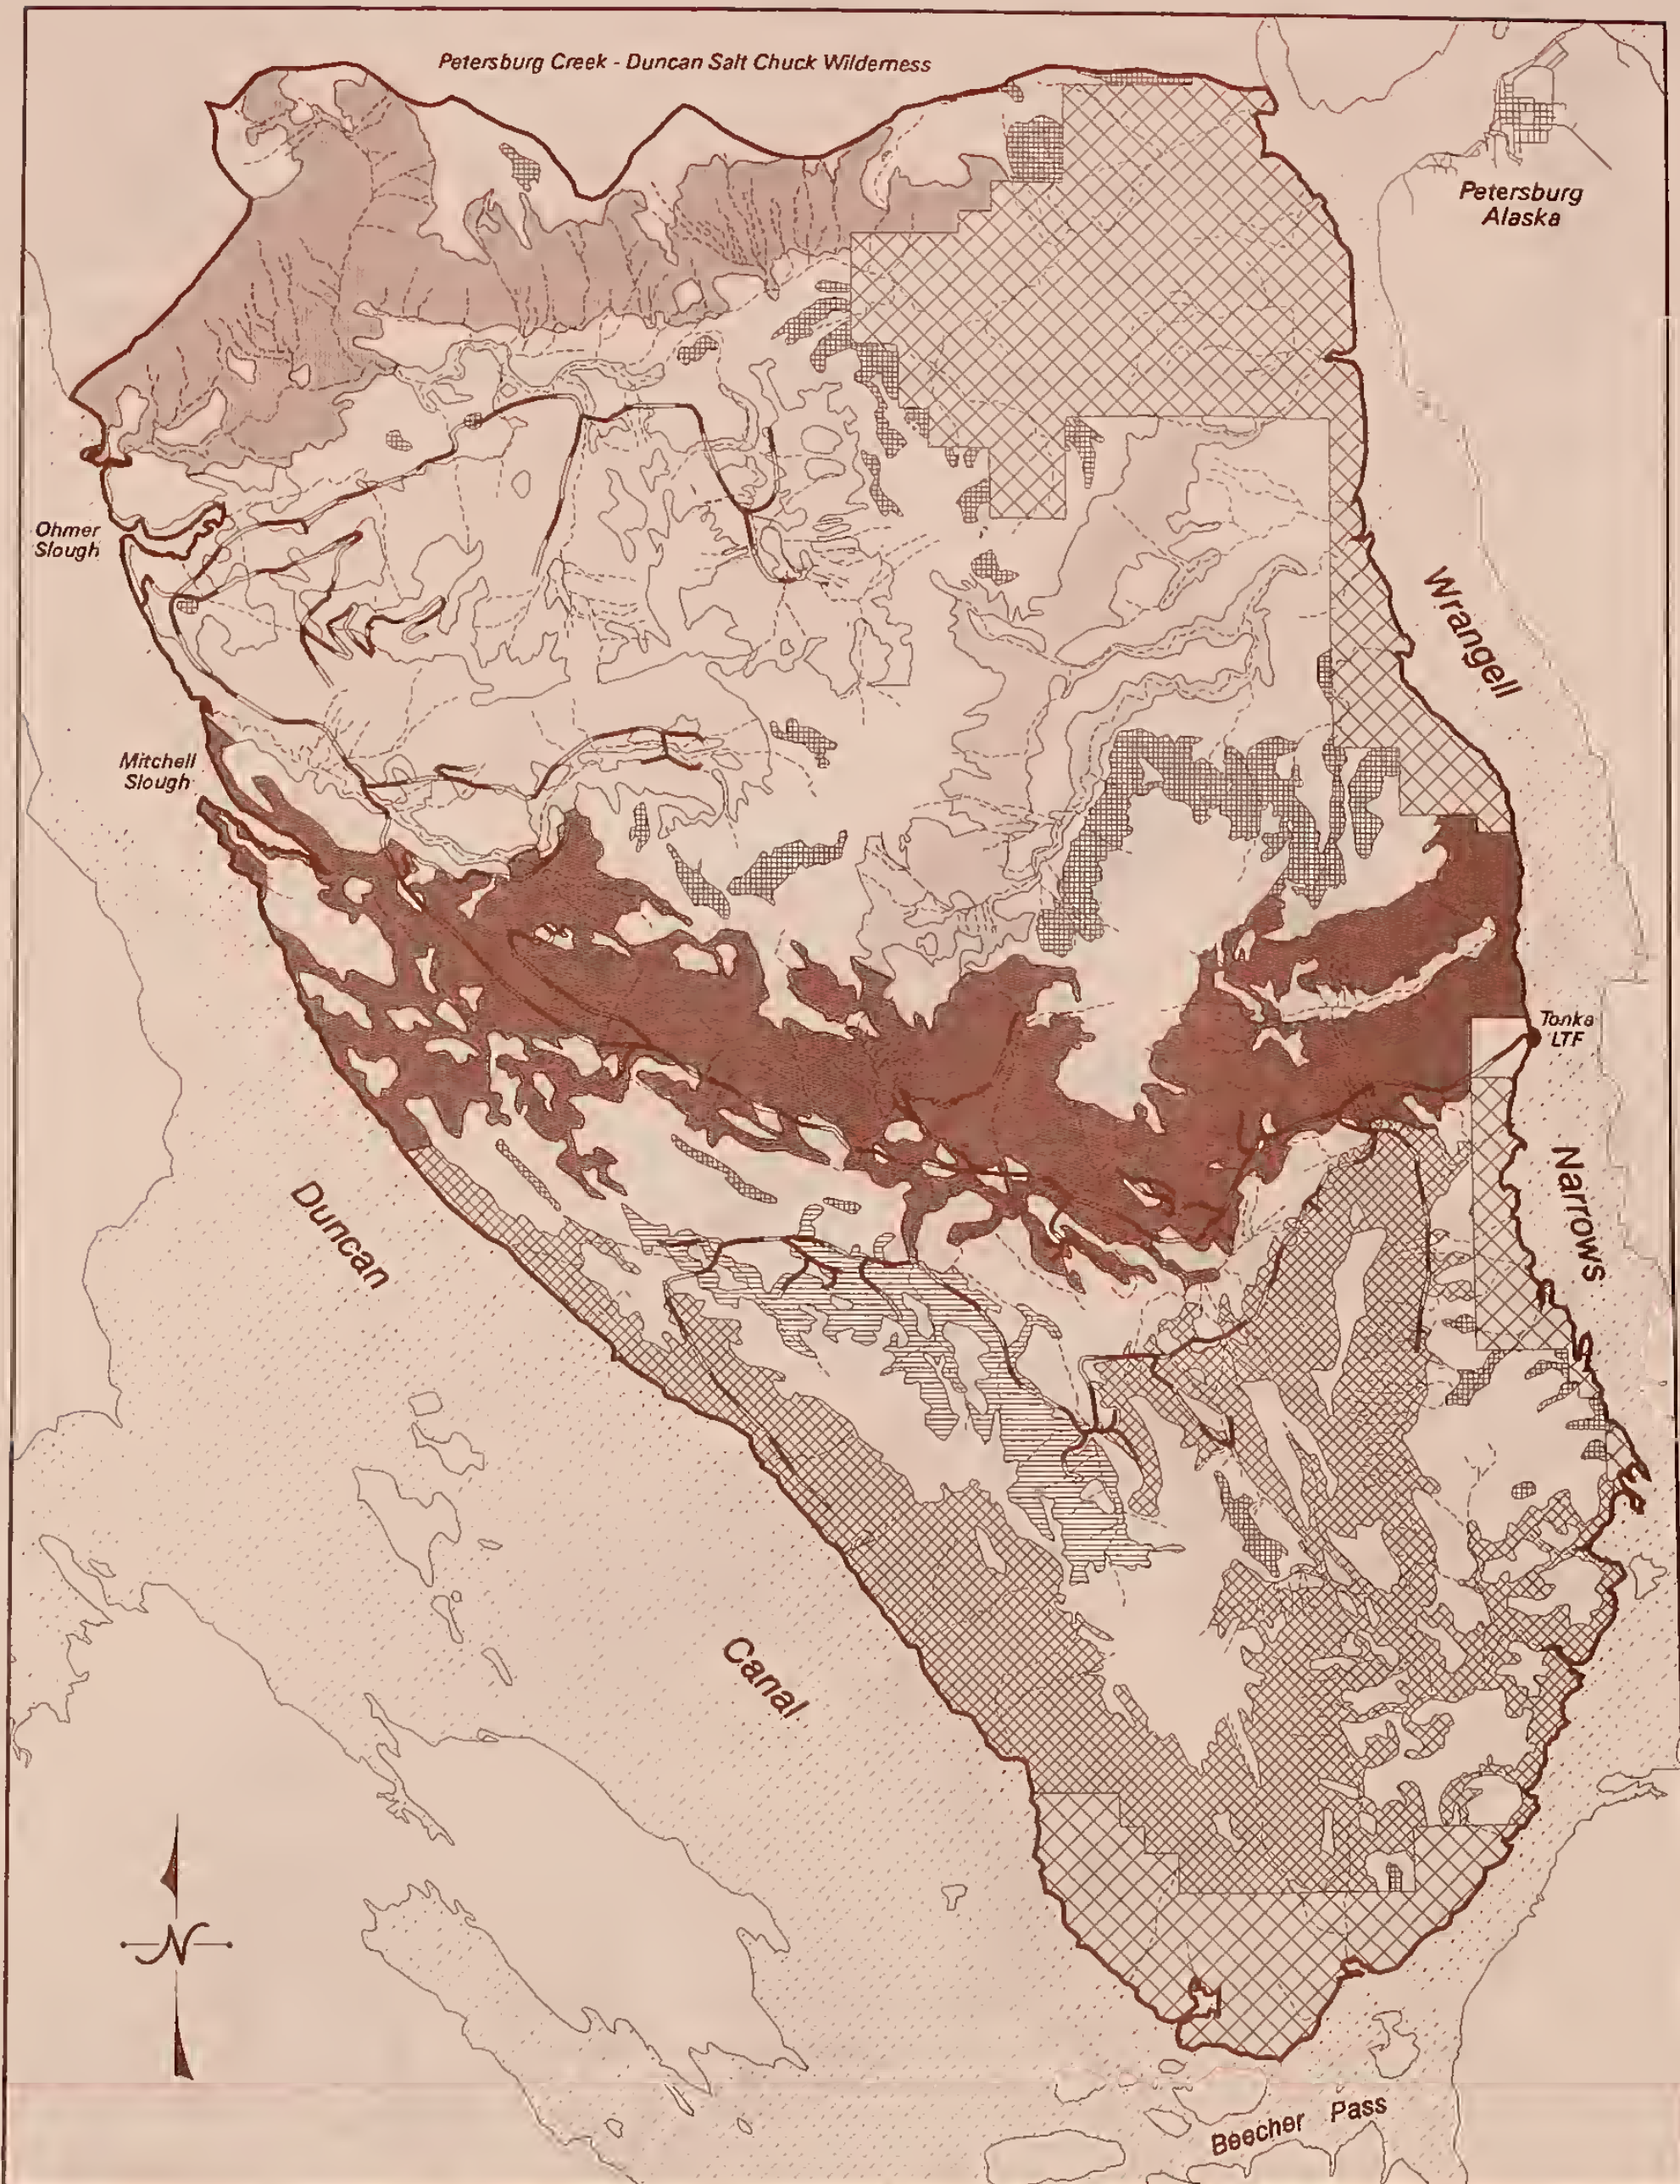 Petersburg Creek - Duncan Salt Chuck Wilderness
Petersburg
Alaska
Ohmer
Slough
Wrangell
Mitchell
Slough
Tonka
LTF
Narrows
Duncan
Canal
N
Beecher Pass